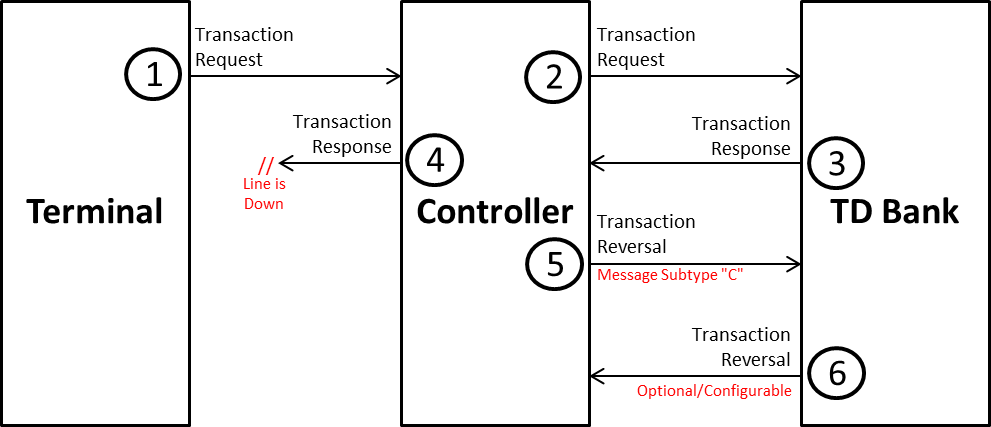 Transaction
Request
1
Transaction
Request
2
Transaction
Response
3
Transaction
Response
4
//
Line is
Down
Terminal
Controller
TD Bank
Transaction
Reversal
5
Message Subtype "C"
Transaction
Reversal
6
Optional/Configurable